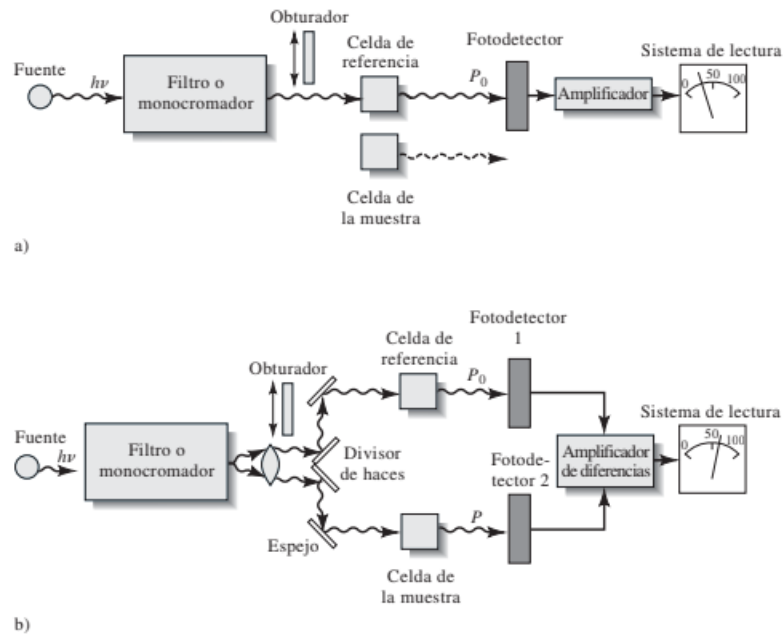 Obturador
Celda de
referencia
Fotodetector
Sistema de lectura
Fuente
hν
Filtro o
monocromador
P0
Amplificador
0 50 100
Celda de
la muestra
a)
Fotodetector
1
Celda de
referencia
Obturador
P0
Sistema de lectura
Fuente
hν
Filtro o
monocromador
Divisor
de haces
Fotode-
tector 2
Amplificador
de diferencias
0 50 100
Espejo
P
Celda de
la muestra
b)